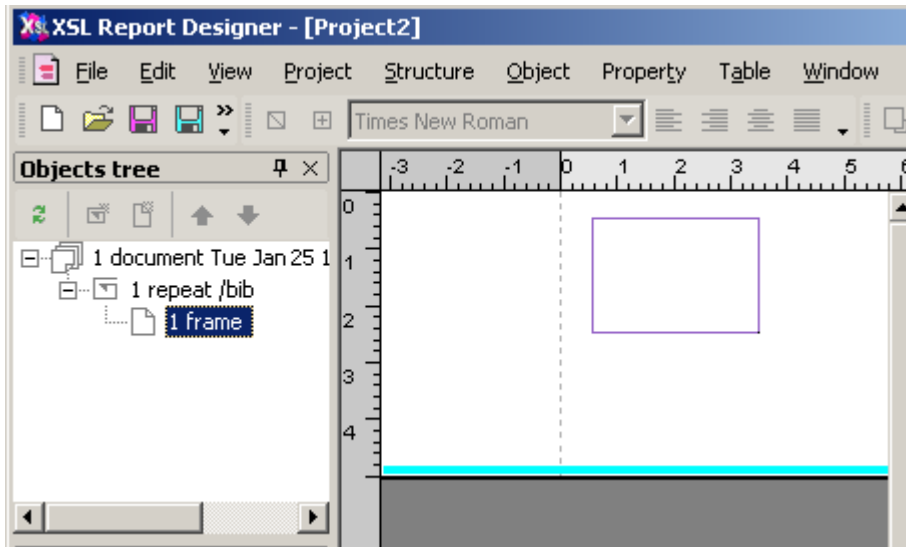 XSL Report Designer - [Project2]
File Edit View Project Structure Object Property Table Window
Times New Roman
Objects tree
-3 -2 -1 0 1 2 3 4 5 6
0
1 document Tue Jan 25 1
1
1 repeat /bib
1 frame
2
3
4